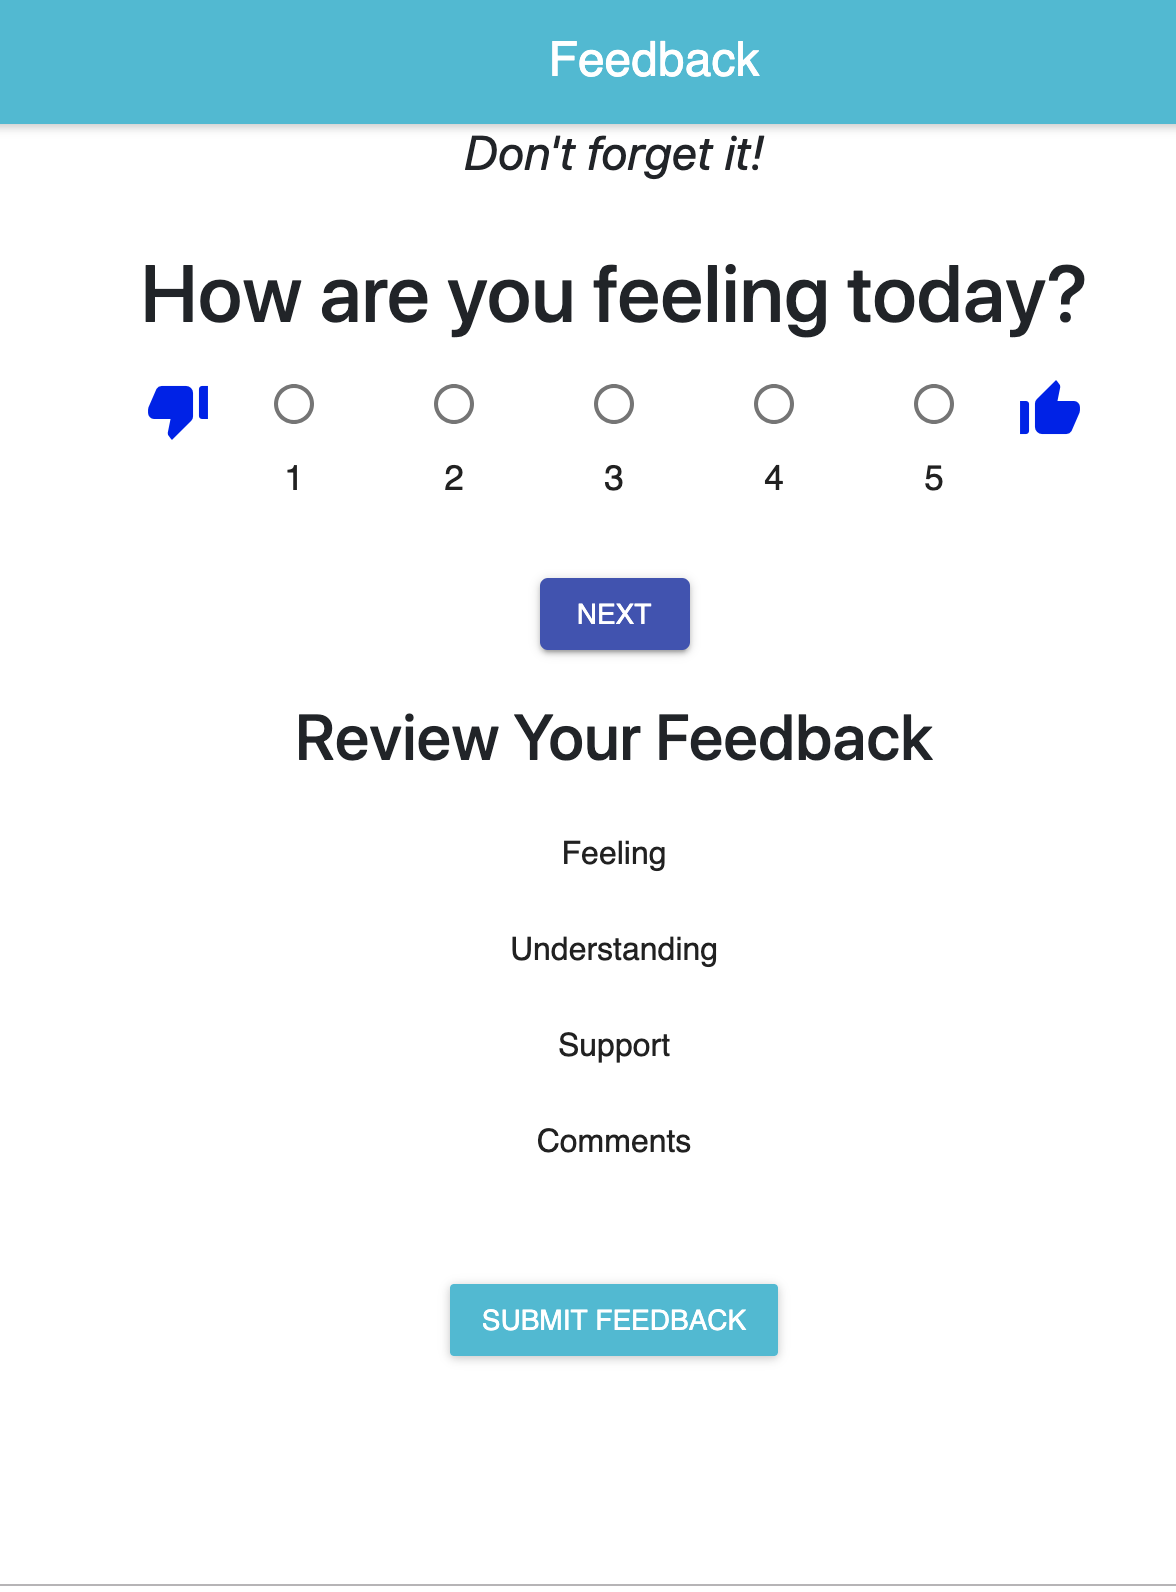 Feedback
Don't forget it!
How are you feeling today?
1 2 3 4 5
NEXT
Review Your Feedback
Feeling
Understanding
Support
Comments
SUBMIT FEEDBACK